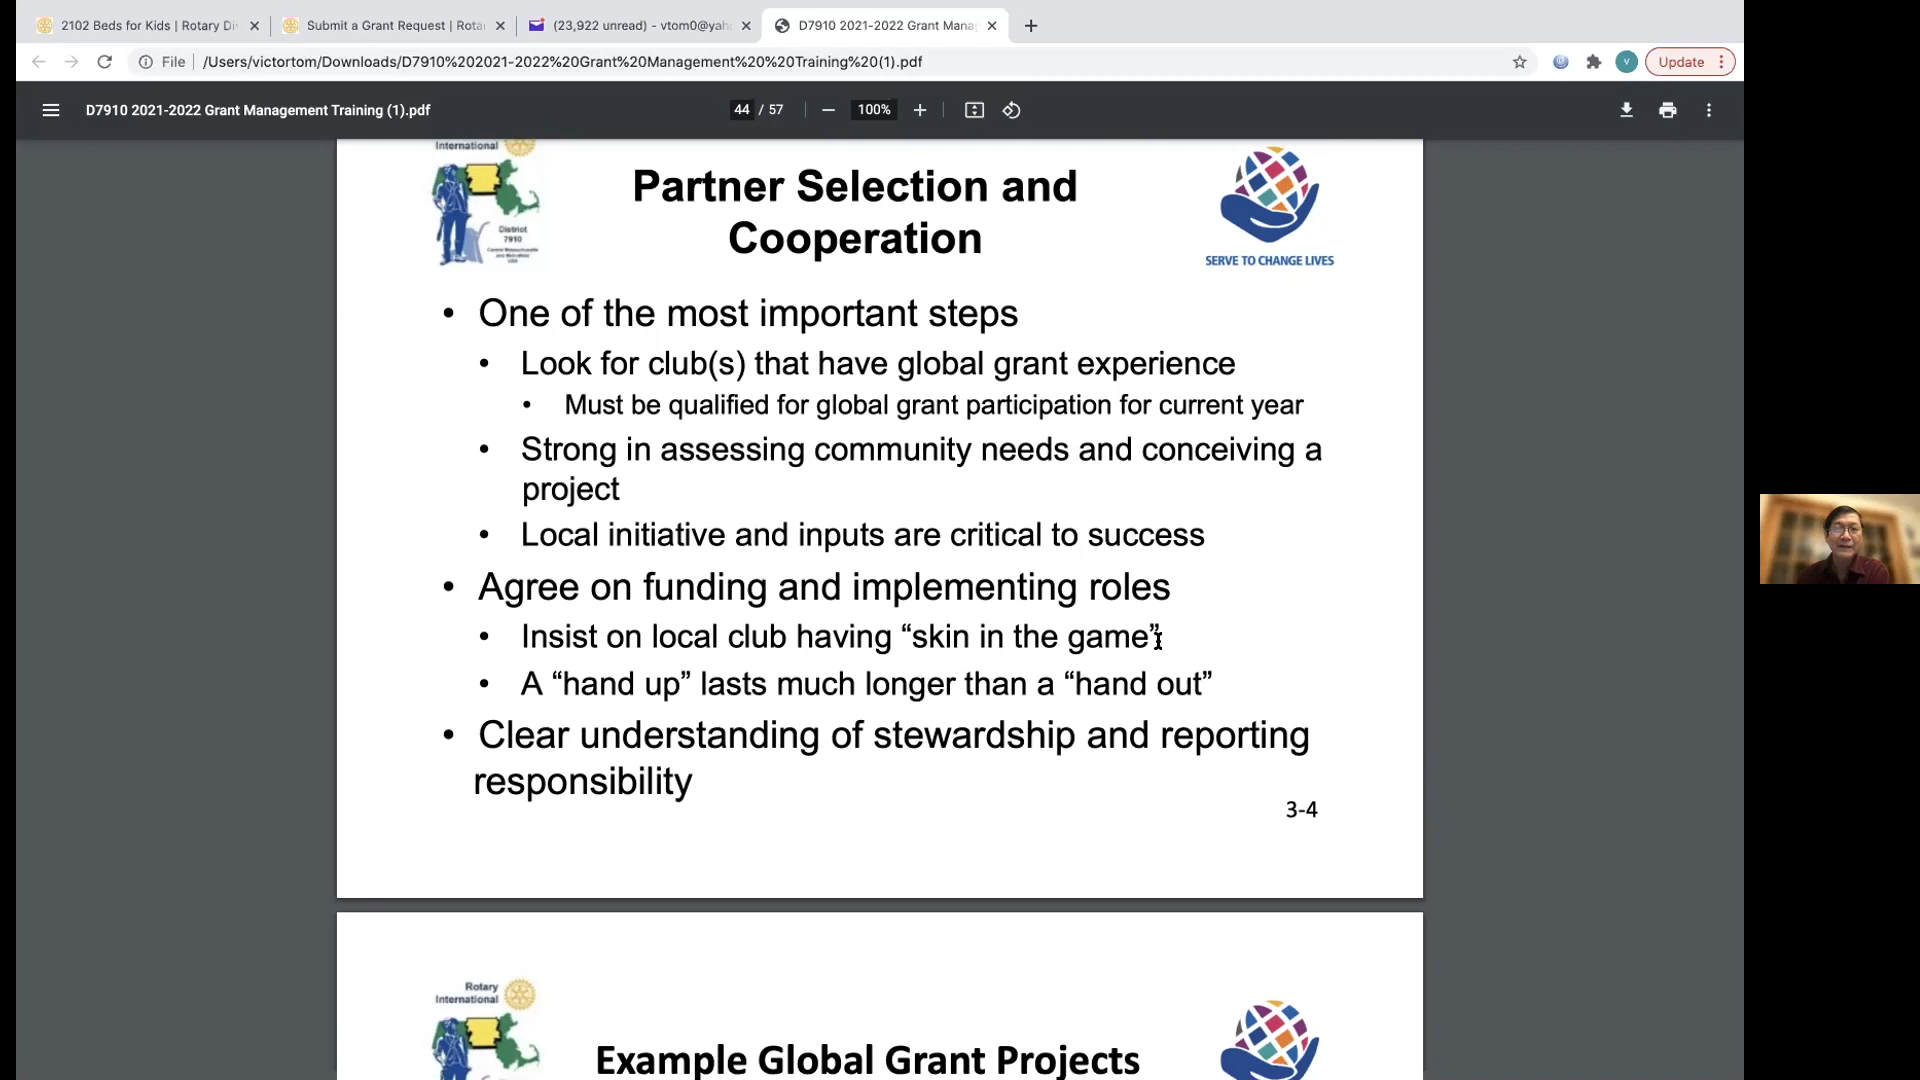 2102 Beds for Kids | Rotary Di
Submit a Grant Request | Rota
(23,922 unread) - vtom0@yah
D7910 2021-2022 Grant Mana
File
/Users/victortom/Downloads/D7910%202021-2022%20Grant%20Management%20%20Training%20(1).pdf
V
Update
D7910 2021-2022 Grant Management Training (1).pdf
44 / 57
100%
International
District
7910
Central Massachusetts
and MetroWest
USA
Partner Selection and
Cooperation
SERVE TO CHANGE LIVES
• One of the most important steps
• Look for club(s) that have global grant experience
• Must be qualified for global grant participation for current year
• Strong in assessing community needs and conceiving a
project
• Local initiative and inputs are critical to success
• Agree on funding and implementing roles
• Insist on local club having “skin in the game”
• A “hand up” lasts much longer than a “hand out”
• Clear understanding of stewardship and reporting
responsibility
3-4
Rotary
International
Example Global Grant Projects